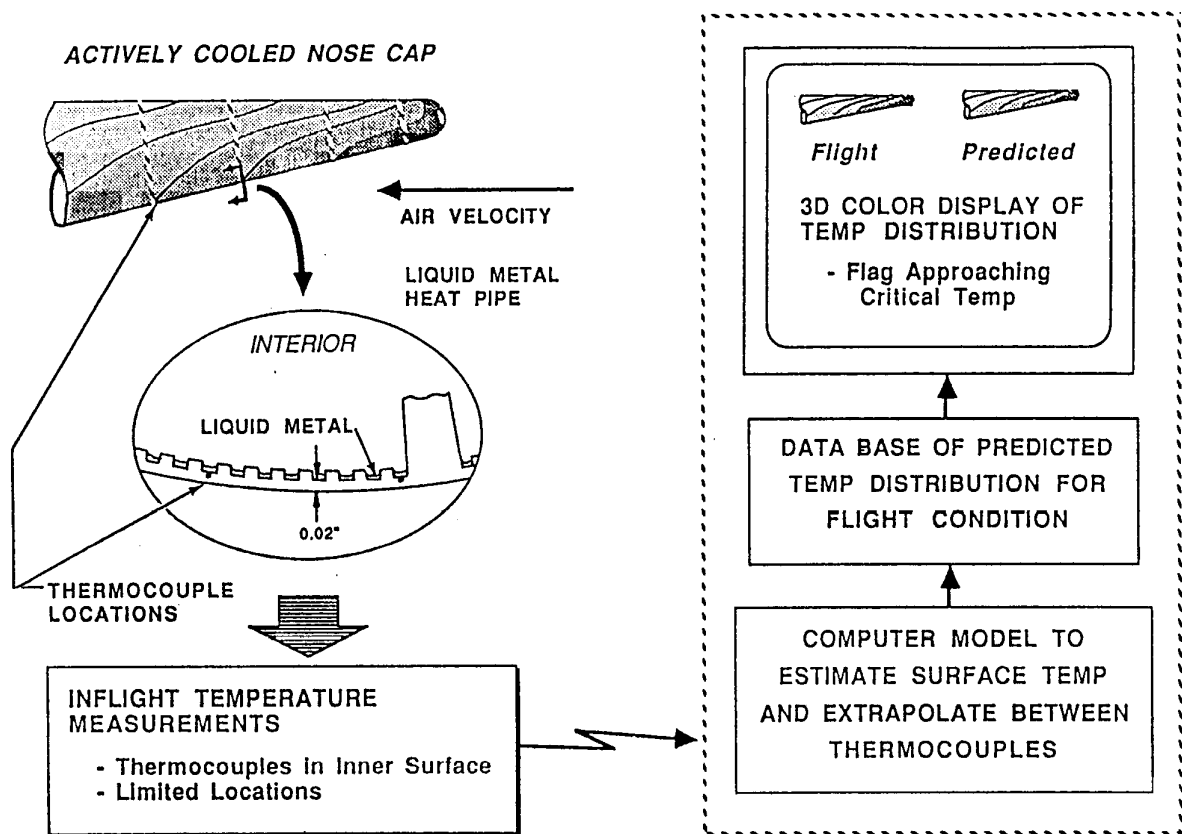 ACTIVELY COOLED NOSE CAP
AIR VELOCITY
LIQUID METAL
HEAT PIPE
INTERIOR
LIQUID METAL
0.02"
THERMOCOUPLE
LOCATIONS
INFLIGHT TEMPERATURE
MEASUREMENTS
- Thermocouples in Inner Surface
- Limited Locations
Flight
Predicted
3D COLOR DISPLAY OF
TEMP DISTRIBUTION
- Flag Approaching
Critical Temp
DATA BASE OF PREDICTED
TEMP DISTRIBUTION FOR
FLIGHT CONDITION
COMPUTER MODEL TO
ESTIMATE SURFACE TEMP
AND EXTRAPOLATE BETWEEN
THERMOCOUPLES